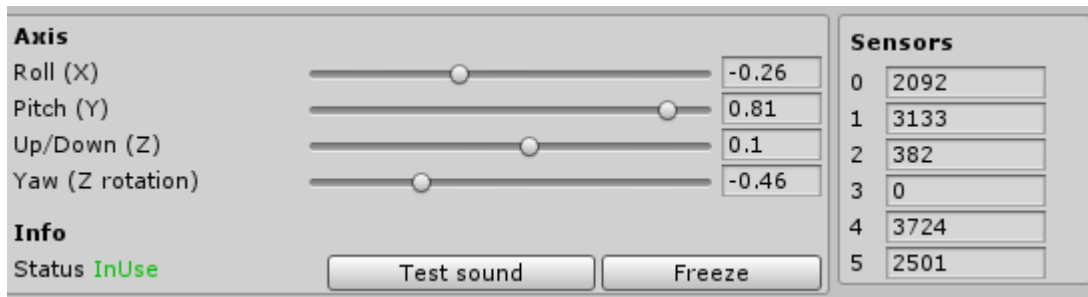 Axis
Roll (X) -0.26
Pitch (Y) 0.81
Up/Down (Z) 0.1
Yaw (Z rotation) -0.46
Info
Status InUse Test sound Freeze
Sensors
0 2092
1 3133
2 382
3 0
4 3724
5 2501